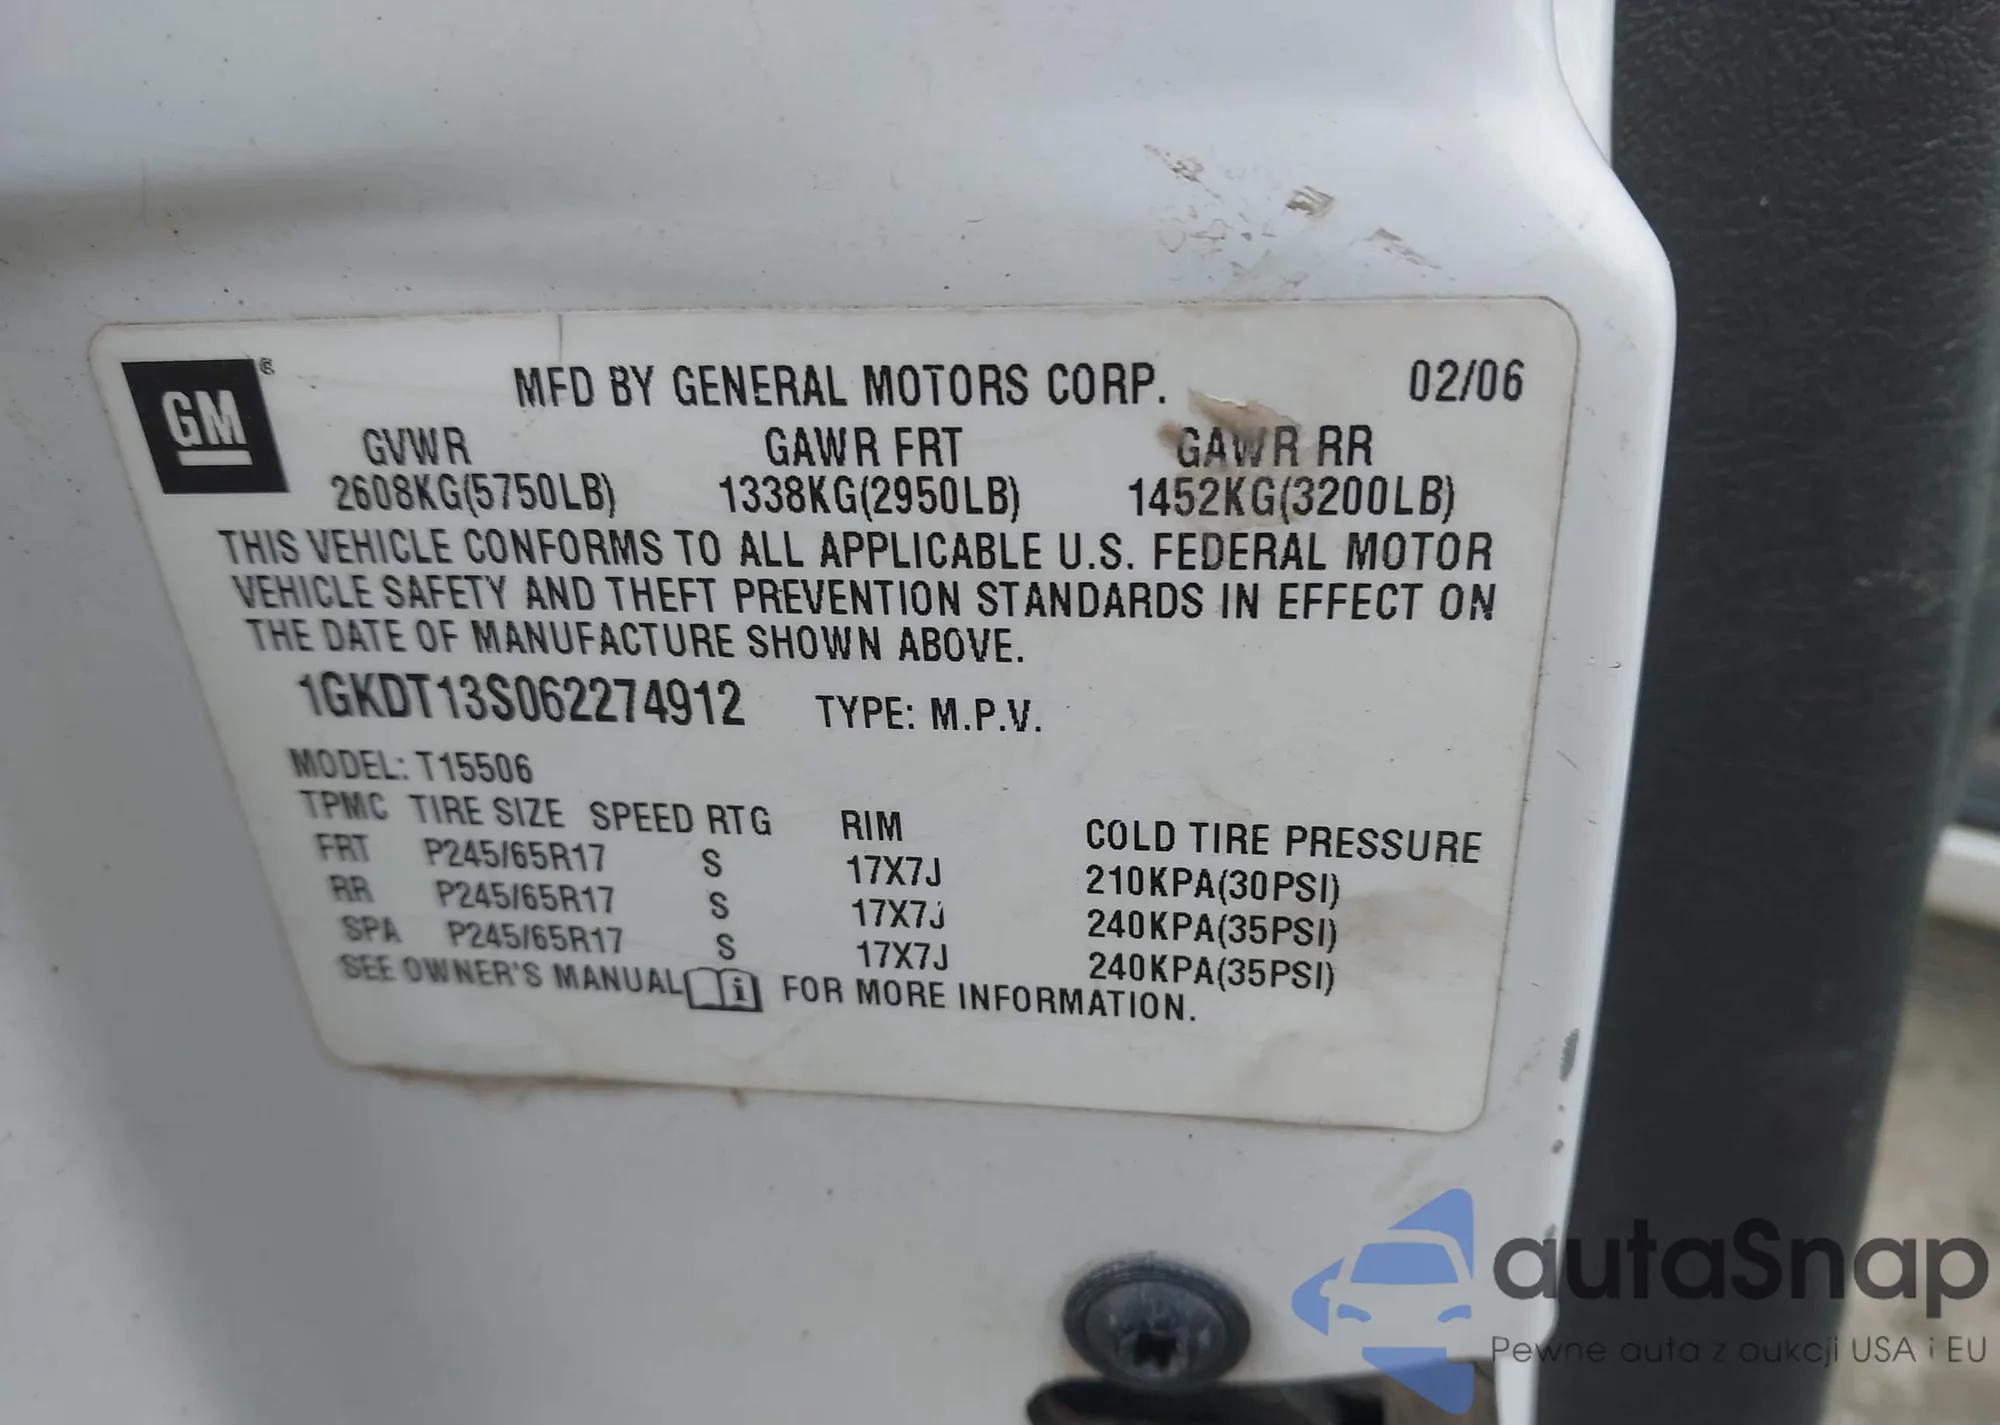 GM®
MFD BY GENERAL MOTORS CORP. 02/06
GVWR GAWR FRT GAWR RR
2608KG(5750LB) 1338KG(2950LB) 1452KG(3200LB)
THIS VEHICLE CONFORMS TO ALL APPLICABLE U.S. FEDERAL MOTOR
VEHICLE SAFETY AND THEFT PREVENTION STANDARDS IN EFFECT ON
THE DATE OF MANUFACTURE SHOWN ABOVE.
1GKDT13S062274912 TYPE: M.P.V.
MODEL: T15506
TPMC TIRE SIZE SPEED RTG RIM COLD TIRE PRESSURE
FRT P245/65R17 S 17X7J 210KPA(30PSI)
RR P245/65R17 S 17X7J 240KPA(35PSI)
SPA P245/65R17 S 17X7J 240KPA(35PSI)
SEE OWNER'S MANUAL i FOR MORE INFORMATION.
autaSnap
Pewne auta z aukcji USA i EU